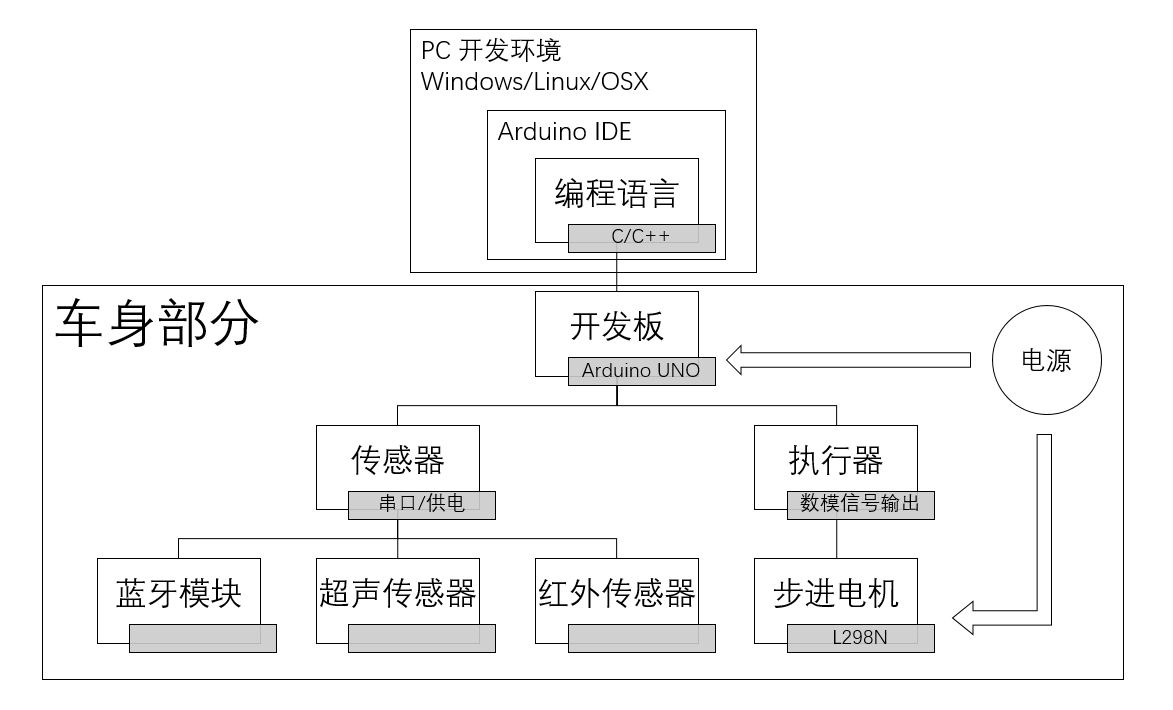 PC 开发环境
Windows/Linux/OSX
Arduino IDE
编程语言
C/C++
车身部分
开发板
Arduino UNO
电源
传感器
串口/供电
执行器
数模信号输出
蓝牙模块
超声传感器
红外传感器
步进电机
L298N